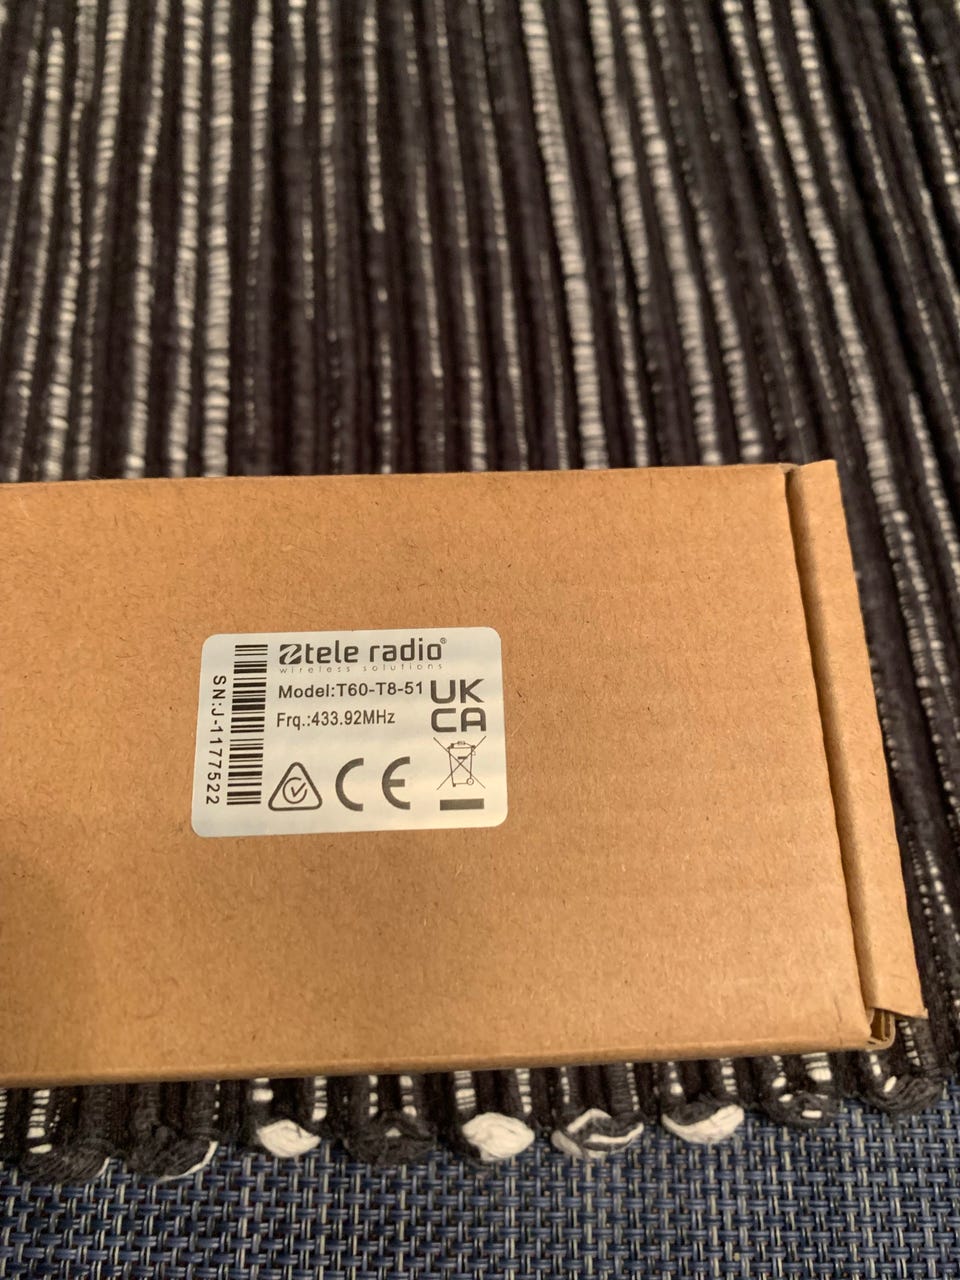 tele radio®
wireless solutions
Model:T60-T8-51
Frq.:433.92MHz
UK
CA
CE
SN:J-1177522